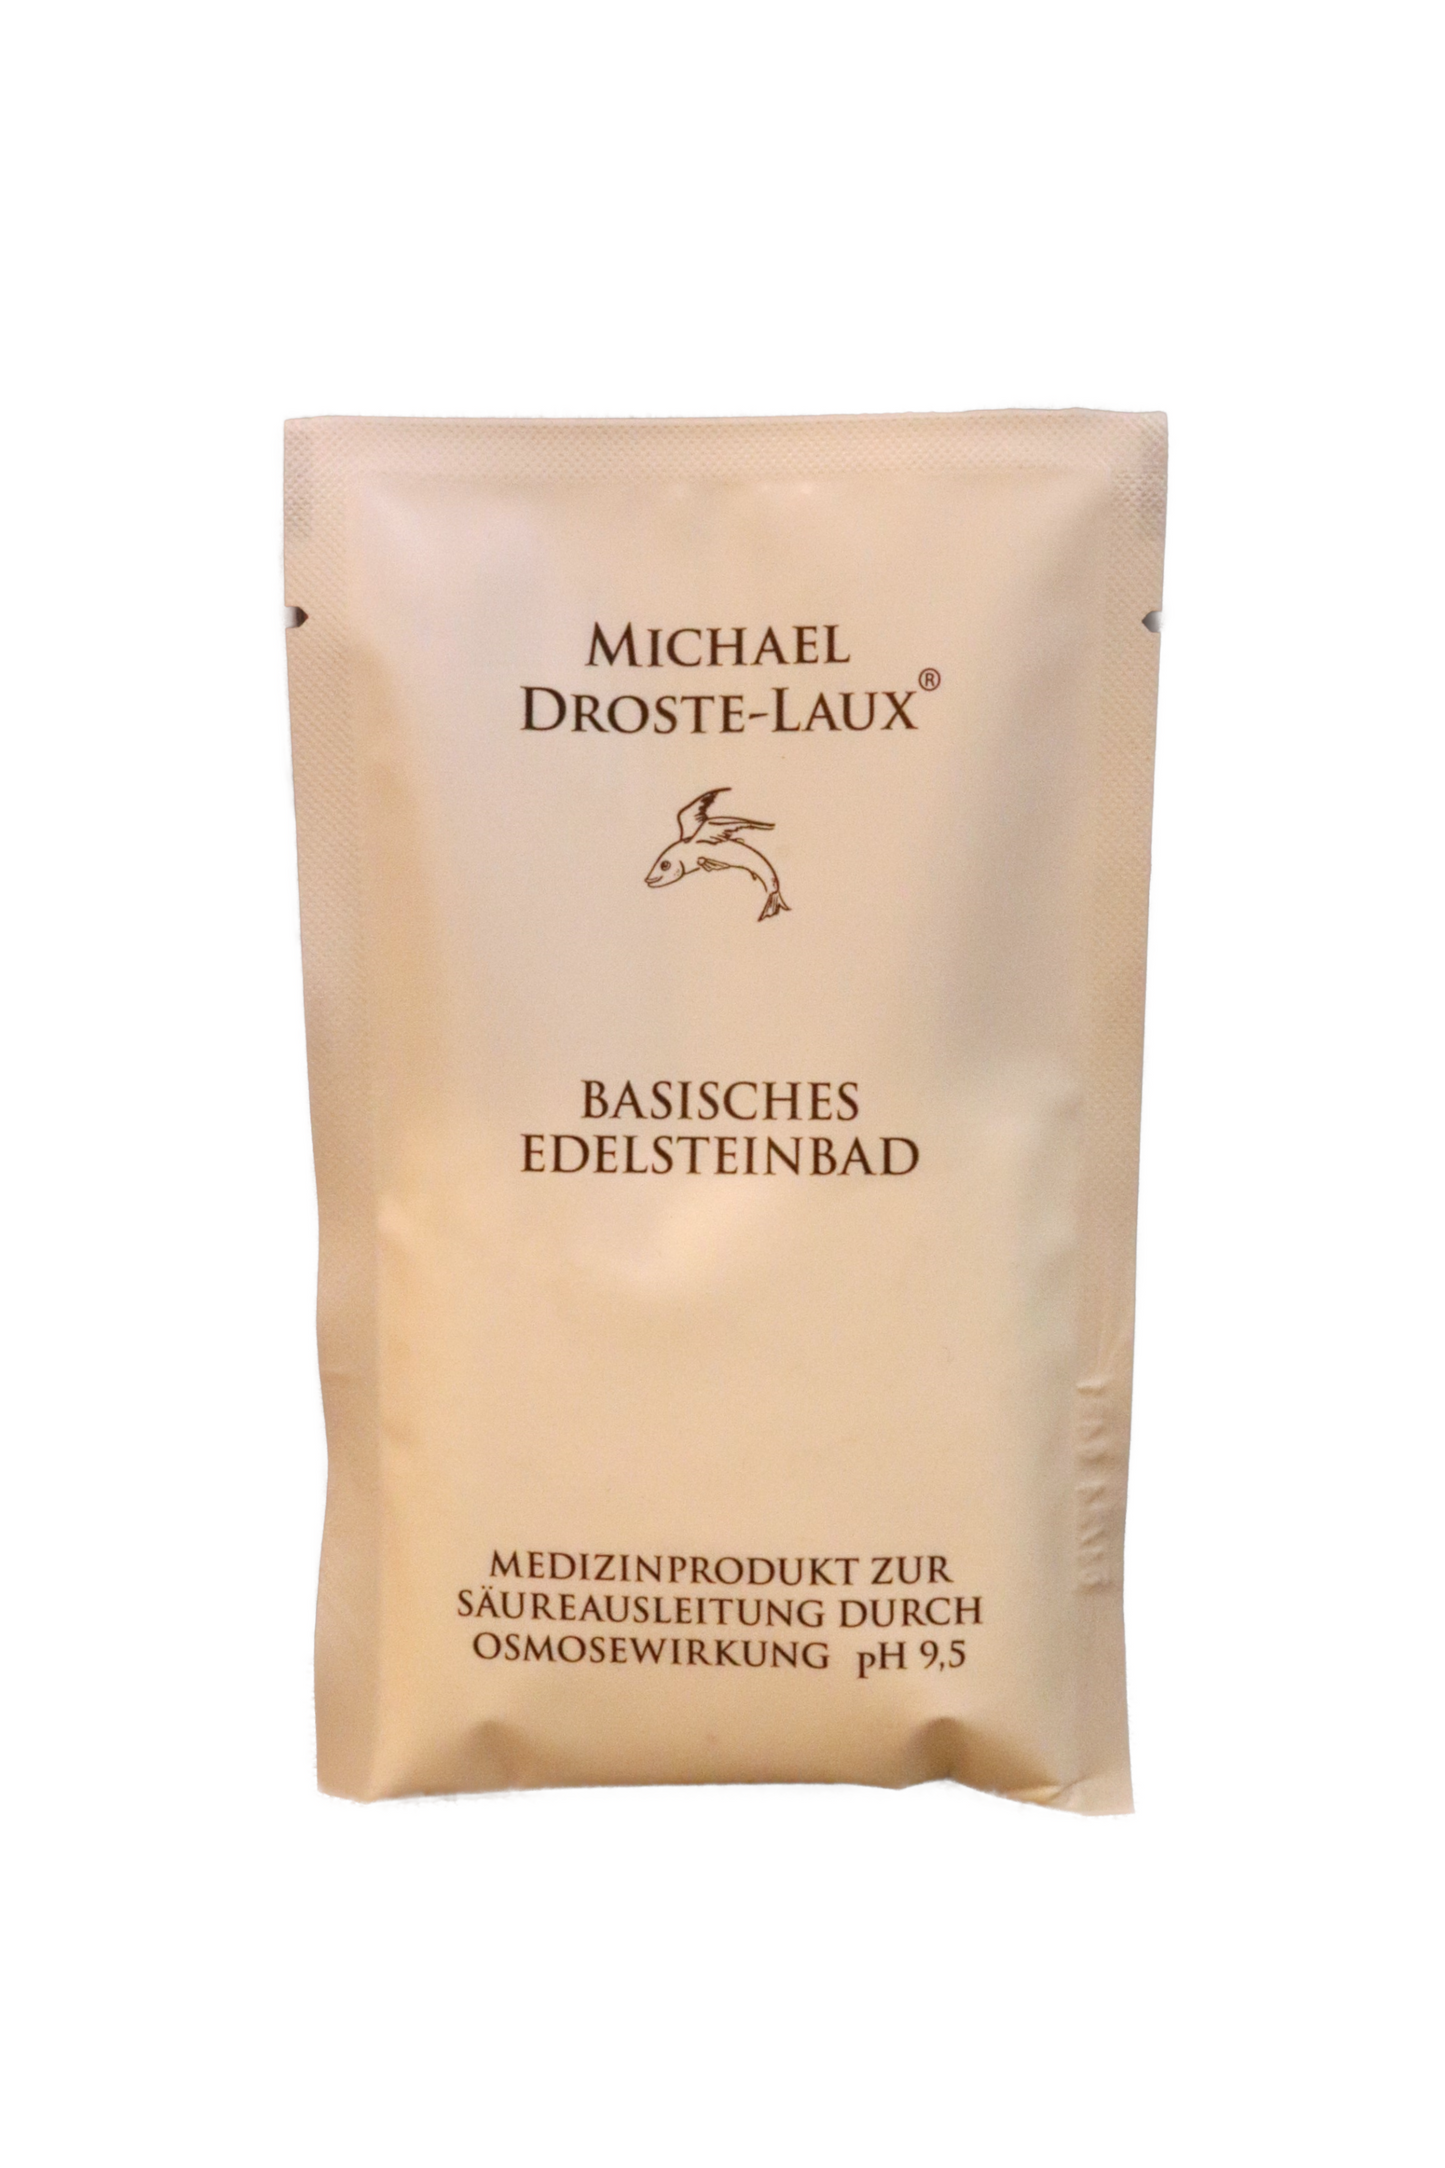 MICHAEL
DROSTE-LAUX®
BASISCHES
EDELSTEINBAD
MEDIZINPRODUKT ZUR
SÄUREAUSLEITUNG DURCH
OSMOSEWIRKUNG pH 9,5